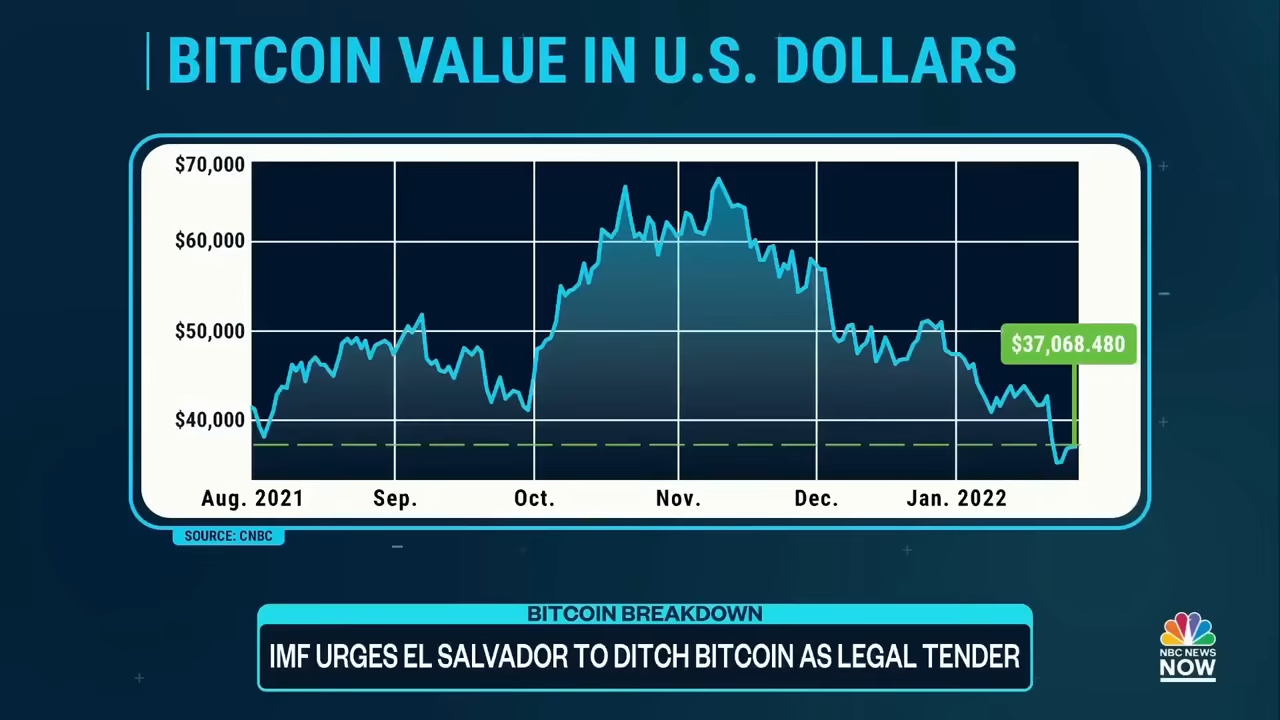 BITCOIN VALUE IN U.S. DOLLARS
$70,000
$60,000
$50,000
$40,000
$37,068.480
Aug. 2021 Sep. Oct. Nov. Dec. Jan. 2022
SOURCE: CNBC
BITCOIN BREAKDOWN
IMF URGES EL SALVADOR TO DITCH BITCOIN AS LEGAL TENDER
NBC NEWS
NOW